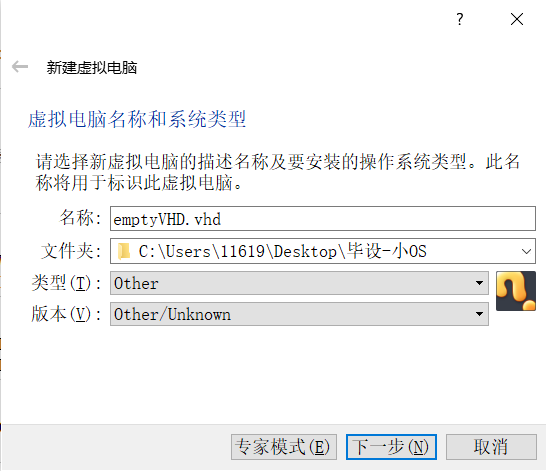 ?
新建虚拟电脑
虚拟电脑名称和系统类型
请选择新虚拟电脑的描述名称及要安装的操作系统类型。此名
称将用于标识此虚拟电脑。
名称: emptyVHD.vhd
文件夹: C:\Users\11619\Desktop\毕设-小OS
类型(T): Other
版本(V): Other/Unknown
专家模式(E) 下一步(N) 取消